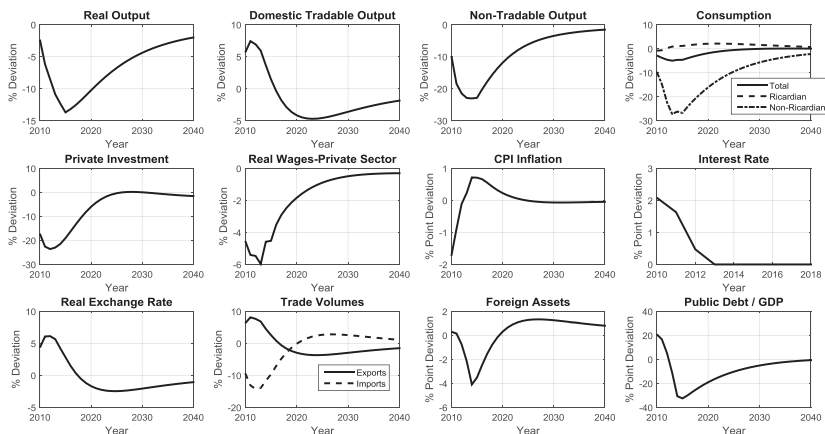 Real Output
Domestic Tradable Output
Non-Tradable Output
Consumption
% Deviation
0
-5
-10
-15
2010 2020 2030 2040
Year
% Deviation
10
5
0
-5
2010 2020 2030 2040
Year
% Deviation
0
-10
-20
-30
2010 2020 2030 2040
Year
% Deviation
10
0
-10
-20
-30
2010 2020 2030 2040
Year
Total
Ricardian
Non-Ricardian
Private Investment
Real Wages-Private Sector
CPI Inflation
Interest Rate
% Deviation
10
0
-10
-20
-30
2010 2020 2030 2040
Year
% Deviation
0
-2
-4
-6
2010 2020 2030 2040
Year
% Point Deviation
2
1
0
-1
-2
2010 2020 2030 2040
Year
% Point Deviation
3
2
1
0
2010 2012 2014 2016 2018
Year
Real Exchange Rate
Trade Volumes
Foreign Assets
Public Debt / GDP
% Deviation
10
5
0
-5
2010 2020 2030 2040
Year
% Deviation
10
0
-10
-20
2010 2020 2030 2040
Year
Exports
Imports
% Point Deviation
2
0
-2
-4
-6
2010 2020 2030 2040
Year
% Point Deviation
40
20
0
-20
-40
2010 2020 2030 2040
Year